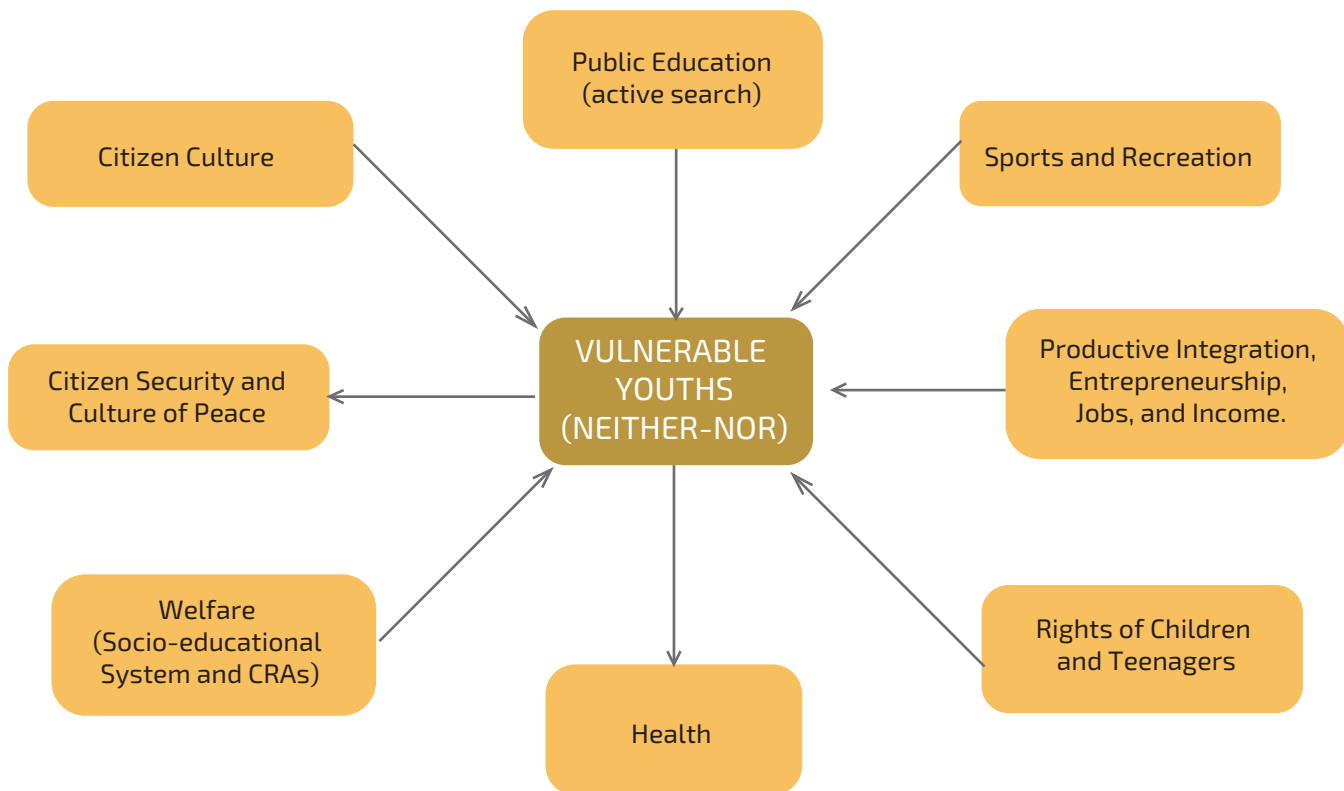 Public Education
(active search)
Citizen Culture
Sports and Recreation
VULNERABLE
YOUTHS
(NEITHER-NOR)
Citizen Security and
Culture of Peace
Productive Integration,
Entrepreneurship,
Jobs, and Income.
Welfare
(Socio-educational
System and CRAs)
Rights of Children
and Teenagers
Health